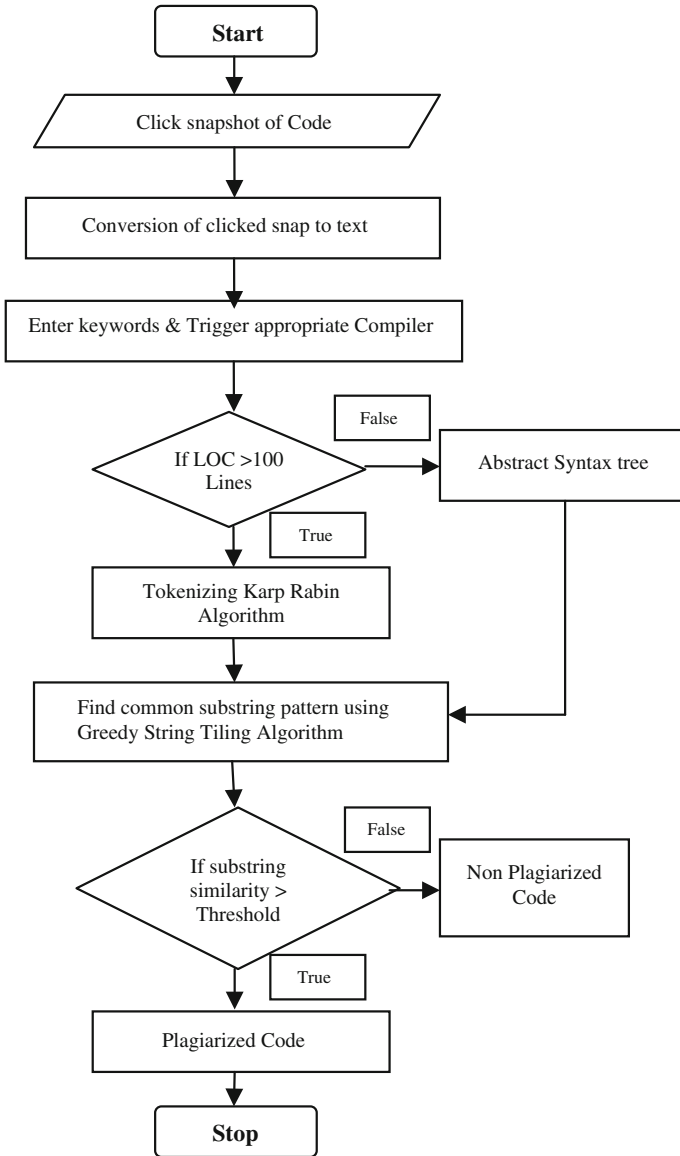 Start
Click snapshot of Code
Conversion of clicked snap to text
Enter keywords & Trigger appropriate Compiler
False
If LOC >100
Lines
Abstract Syntax tree
True
Tokenizing Karp Rabin
Algorithm
Find common substring pattern using
Greedy String Tiling Algorithm
False
If substring
similarity >
Threshold
Non Plagiarized
Code
True
Plagiarized Code
Stop